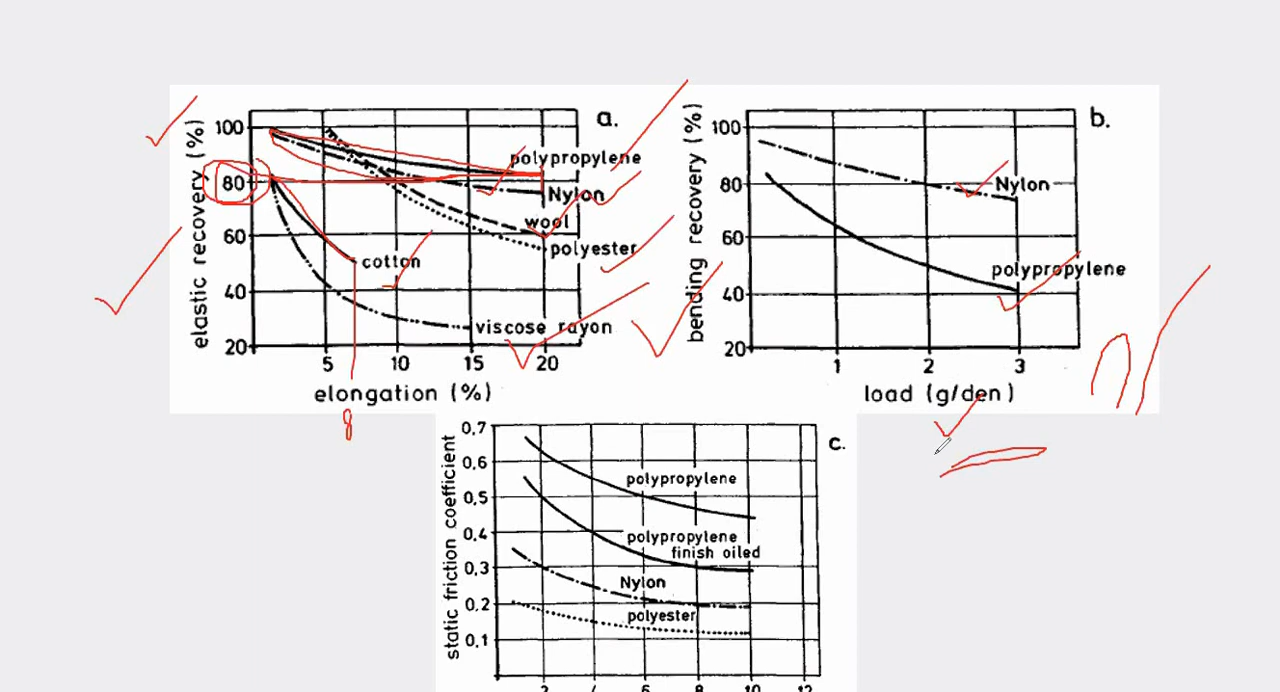 a.
elastic recovery (%)
100
80
60
40
20
polypropylene
Nylon
wool
polyester
cotton
viscose rayon
5 10 15 20
elongation (%)
8
b.
bending recovery (%)
100
80
60
40
20
Nylon
polypropylene
1 2 3
load (g/den)
c.
static friction coefficient
0,7
0,6
0,5
0,4
0,3
0,2
0,1
polypropylene
polypropylene
finish oiled
Nylon
polyester
2 4 6 8 10 12